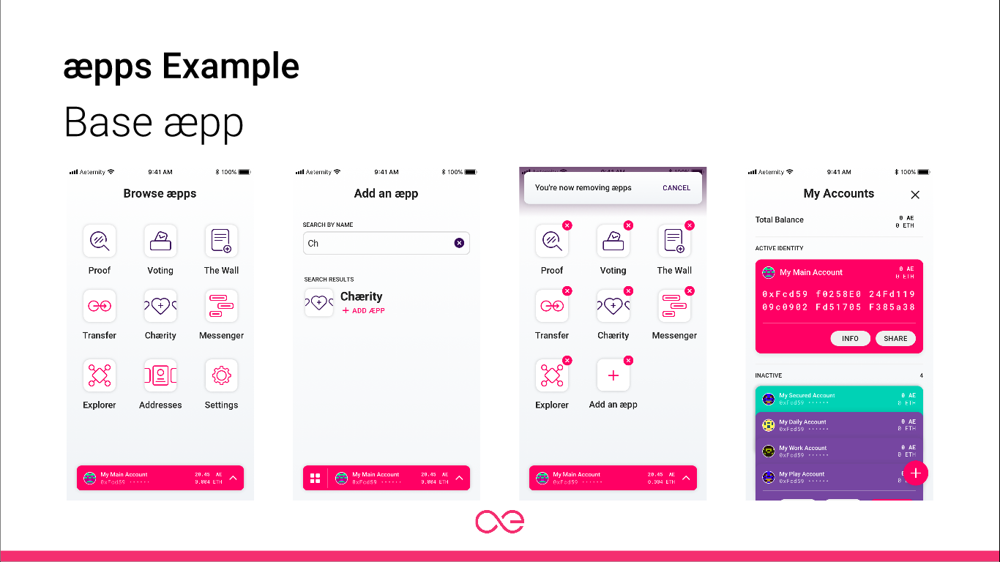 æpps Example
Base æpp
Aeternity 9:41 AM 100%
Browse æpps
Proof Voting The Wall
Transfer Chærity Messenger
Explorer Addresses Settings
My Main Account 20.45 AE
0xFcd59 ······ 0.004 ETH
Aeternity 9:41 AM 100%
Add an æpp
SEARCH BY NAME
Ch
SEARCH RESULTS
Chærity
+ ADD ÆPP
My Main Account 20.45 AE
0xFcd59 ······ 0.004 ETH
You're now removing æpps CANCEL
Proof Voting The Wall
Transfer Chærity Messenger
Explorer Add an æpp
My Main Account 20.45 AE
0xFcd59 ······ 0.004 ETH
Aeternity 9:41 AM 100%
My Accounts
Total Balance 0 AE
0 ETH
ACTIVE IDENTITY
My Main Account 0 AE
0 ETH
0xFcd59 f0258E0 24Fd119
09c0902 Fd51705 F385a38
INFO SHARE
INACTIVE 4
My Secured Account 0 AE
0xFcd59 ······ 0 ETH
My Daily Account 0 AE
0xFcd59 ······ 0 ETH
My Work Account 0 AE
0xFcd59 ······ 0 ETH
My Play Account
0xFcd59 ······